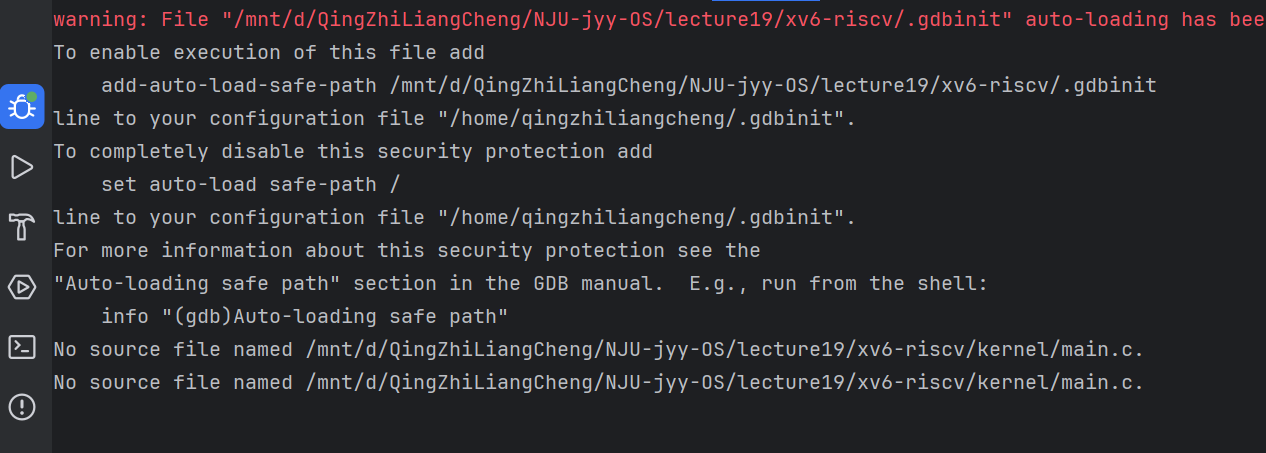 warning: File "/mnt/d/QingZhiLiangCheng/NJU-jyy-OS/lecture19/xv6-riscv/.gdbinit" auto-loading has bee
To enable execution of this file add
    add-auto-load-safe-path /mnt/d/QingZhiLiangCheng/NJU-jyy-OS/lecture19/xv6-riscv/.gdbinit
line to your configuration file "/home/qingzhiliangcheng/.gdbinit".
To completely disable this security protection add
    set auto-load safe-path /
line to your configuration file "/home/qingzhiliangcheng/.gdbinit".
For more information about this security protection see the
"Auto-loading safe path" section in the GDB manual.  E.g., run from the shell:
    info "(gdb)Auto-loading safe path"
No source file named /mnt/d/QingZhiLiangCheng/NJU-jyy-OS/lecture19/xv6-riscv/kernel/main.c.
No source file named /mnt/d/QingZhiLiangCheng/NJU-jyy-OS/lecture19/xv6-riscv/kernel/main.c.